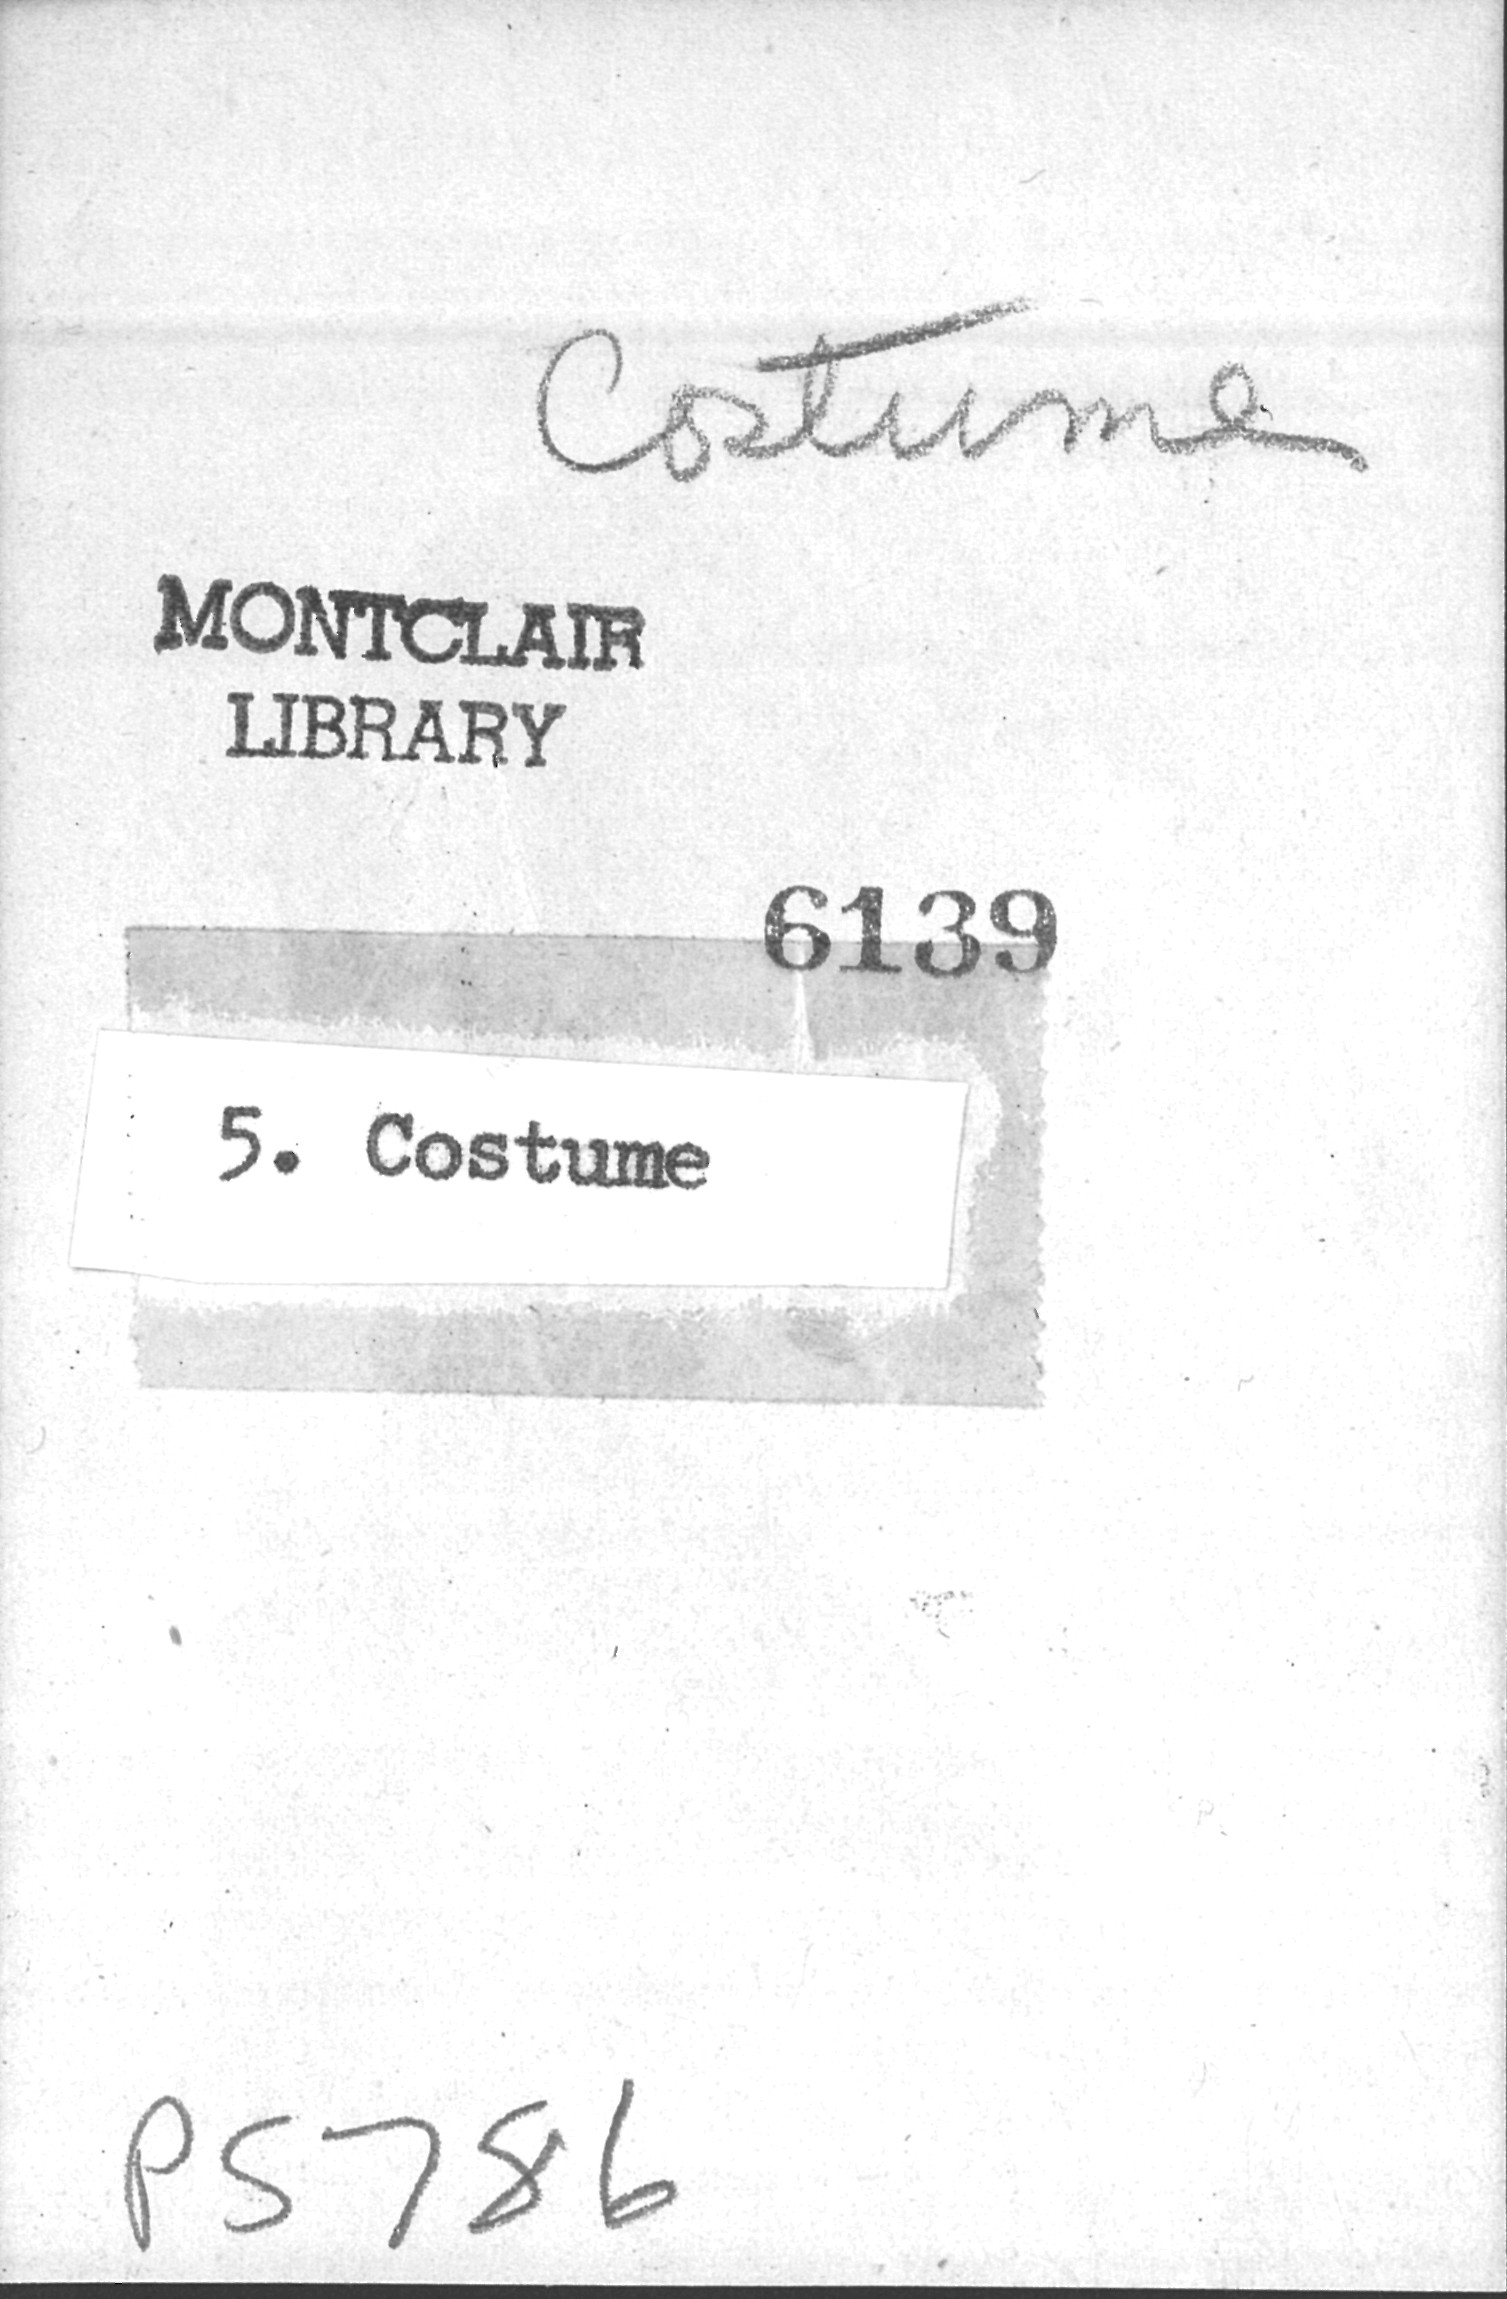 Costume
MONTCLAIR
LIBRARY
6139
5. Costume
P5786